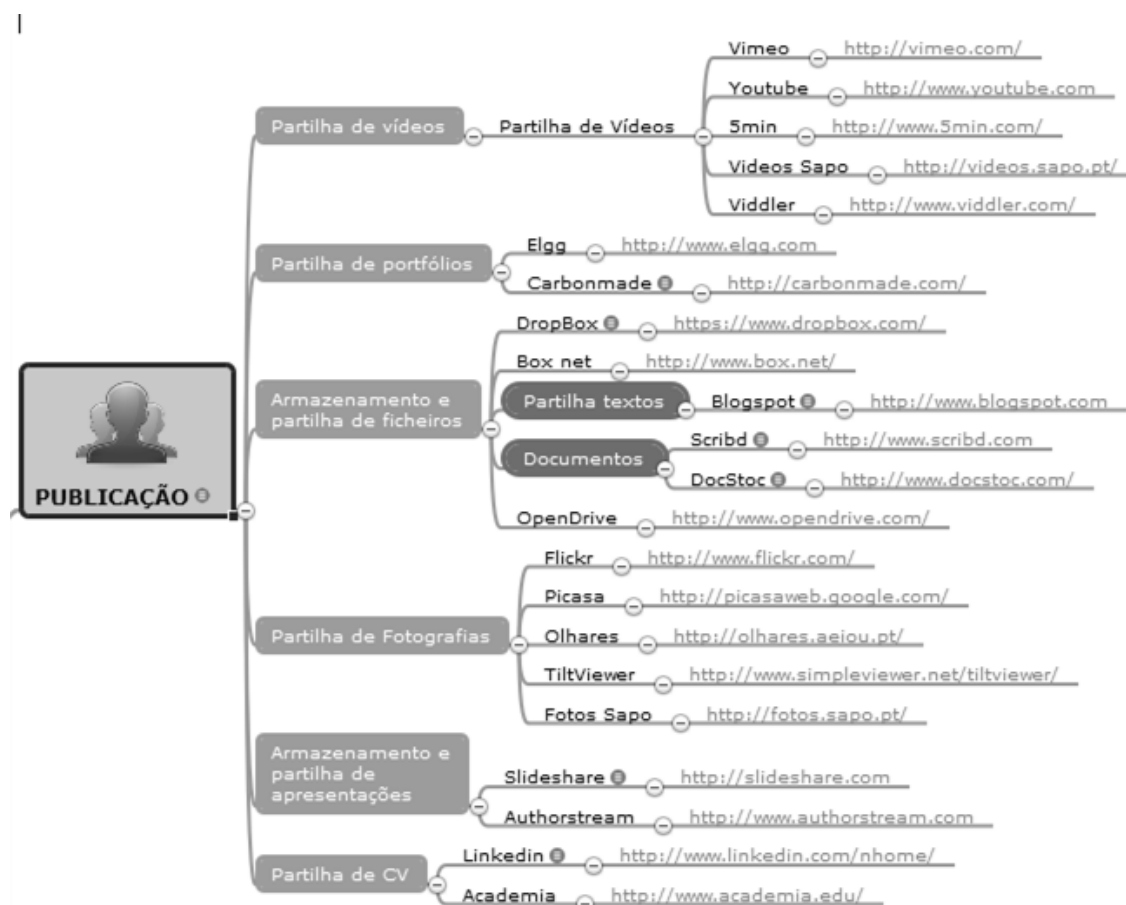 PUBLICAÇÃO
Partilha de vídeos
Partilha de Vídeos
Vimeo http://vimeo.com/
Youtube http://www.youtube.com
5min http://www.5min.com/
Videos Sapo http://videos.sapo.pt/
Viddler http://www.viddler.com/
Partilha de portfólios
Elgg http://www.elgg.com
Carbonmade http://carbonmade.com/
Armazenamento e
partilha de ficheiros
DropBox https://www.dropbox.com/
Box net http://www.box.net/
Partilha textos Blogspot http://www.blogspot.com
Documentos
Scribd http://www.scribd.com
DocStoc http://www.docstoc.com/
OpenDrive http://www.opendrive.com/
Partilha de Fotografias
Flickr http://www.flickr.com/
Picasa http://picasaweb.google.com/
Olhares http://olhares.aeiou.pt/
TiltViewer http://www.simpleviewer.net/tiltviewer/
Fotos Sapo http://fotos.sapo.pt/
Armazenamento e
partilha de
apresentações
Slideshare http://slideshare.com
Authorstream http://www.authorstream.com
Partilha de CV
Linkedin http://www.linkedin.com/nhome/
Academia http://www.academia.edu/